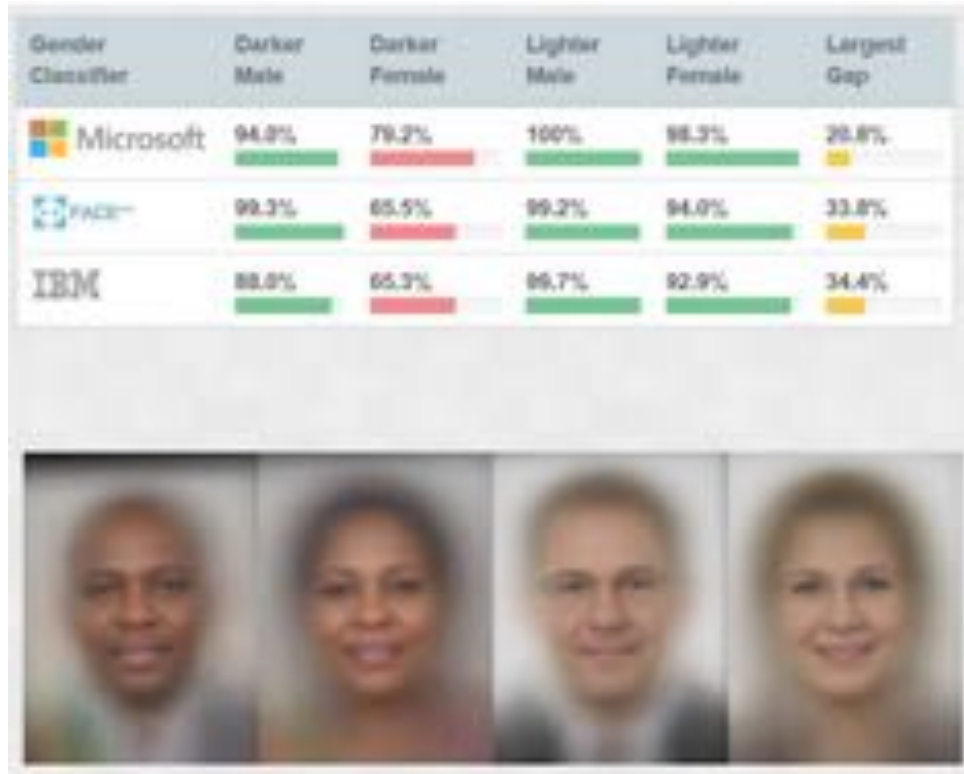 Gender Classifier Darker Male Darker Female Lighter Male Lighter Female Largest Gap
Microsoft 94.0% 79.2% 100% 98.3% 20.8%
FACE++ 99.3% 65.5% 99.2% 94.0% 33.8%
IBM 88.0% 65.3% 99.7% 92.9% 34.4%